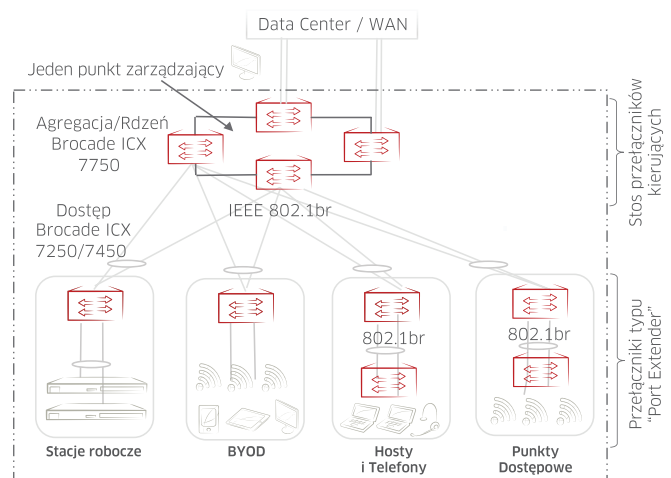 Data Center / WAN
Jeden punkt zarządzający
Agregacja/Rdzeń
Brocade ICX
7750
IEEE 802.1br
Dostęp
Brocade ICX
7250/7450
Stos przełączników
kierujących
802.1br
802.1br
Przełączniki typu
“Port Extender”
Stacje robocze
BYOD
Hosty
i Telefony
Punkty
Dostępowe